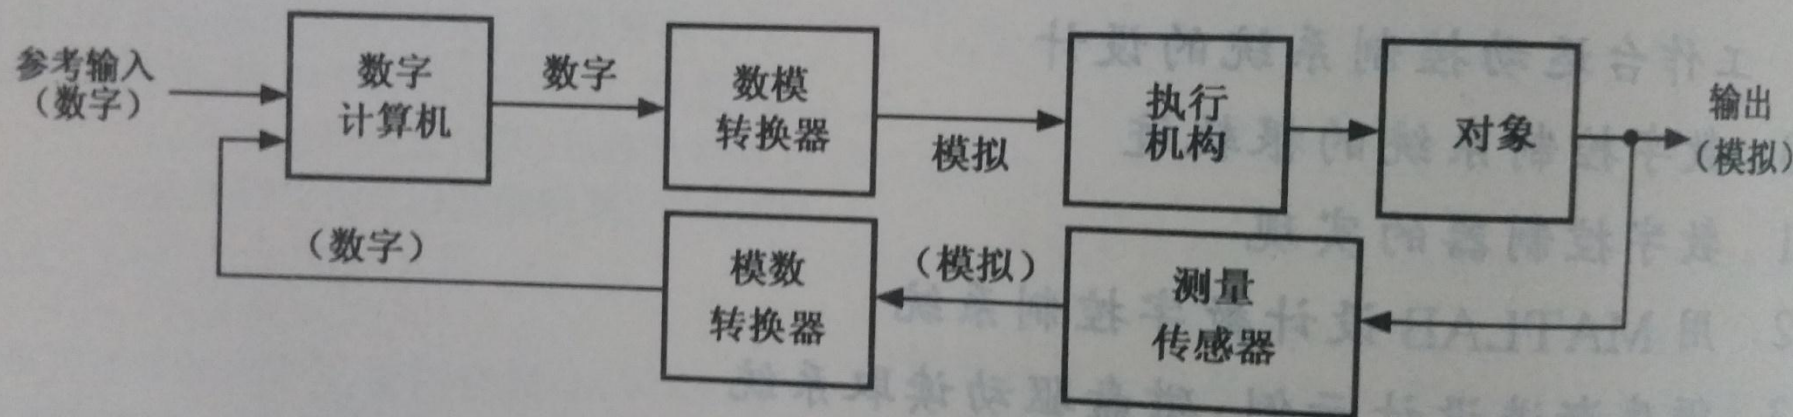 参考输入
（数字）
数字
计算机
数字
数模
转换器
模拟
执行
机构
对象
输出
（模拟）
（数字）
模数
转换器
（模拟）
测量
传感器